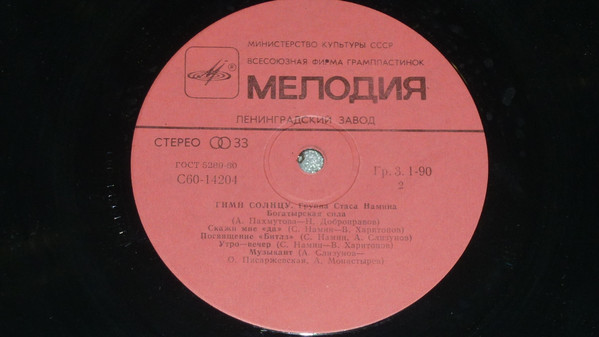 МИНИСТЕРСТВО КУЛЬТУРЫ СССР
ВСЕСОЮЗНАЯ ФИРМА ГРАМПЛАСТИНОК
МЕЛОДИЯ
ЛЕНИНГРАДСКИЙ ЗАВОД
СТЕРЕО 33
ГОСТ 5289-80
С60-14204
Гр. 3. 1-90
2
ГИМН СОЛНЦУ. Группа Стаса Намина
Богатырская сила
(А. Пахмутова—Н. Добронравов)
Скажи мне «да» (С. Намин—В. Харитонов)
Посвящение «Битлз» (С. Намин, А. Слизунов)
Утро—вечер (С. Намин—В. Харитонов)
Музыкант (А. Слизунов—
О. Писаржевская, А. Монастырев)